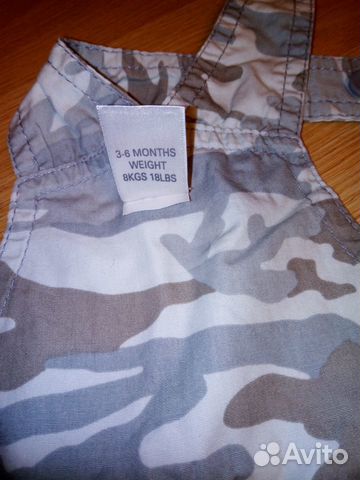 3-6 MONTHS
WEIGHT
8KGS 18LBS
Avito